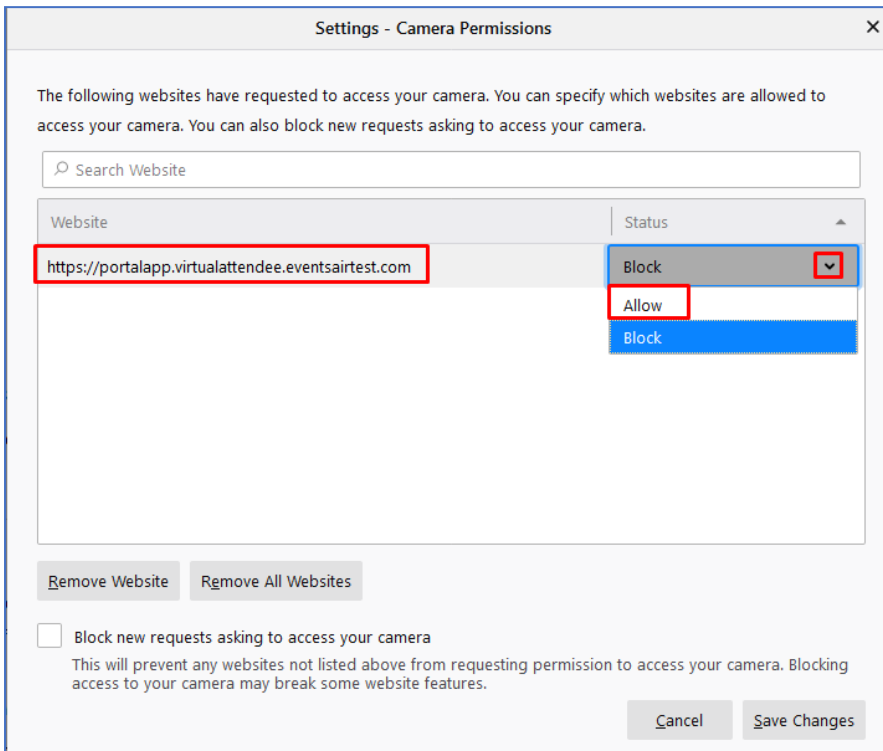 Settings - Camera Permissions
The following websites have requested to access your camera. You can specify which websites are allowed to
access your camera. You can also block new requests asking to access your camera.
Search Website
Website Status
https://portalapp.virtualattendee.eventsairtest.com Block
Allow
Block
Remove Website Remove All Websites
Block new requests asking to access your camera
This will prevent any websites not listed above from requesting permission to access your camera. Blocking
access to your camera may break some website features.
Cancel Save Changes